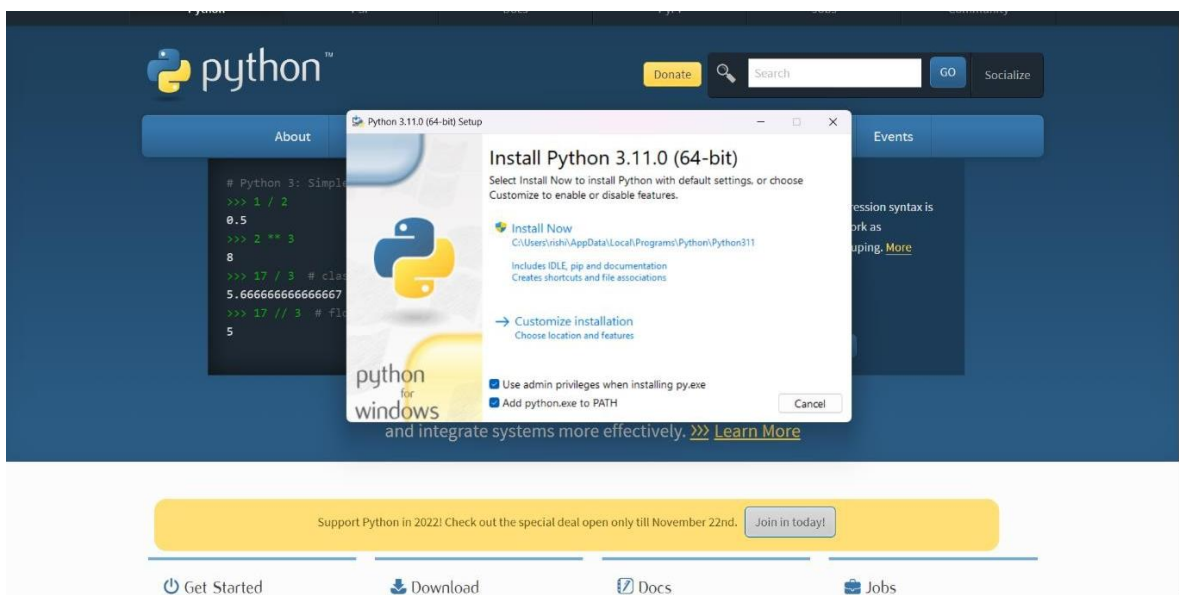 Python
python™
Donate
Search
GO
Socialize
About
Events
Python 3.11.0 (64-bit) Setup
Install Python 3.11.0 (64-bit)
Select Install Now to install Python with default settings, or choose
Customize to enable or disable features.
Install Now
C:\Users\rishi\AppData\Local\Programs\Python\Python311
Includes IDLE, pip and documentation
Creates shortcuts and file associations
→ Customize installation
Choose location and features
Use admin privileges when installing py.exe
Add python.exe to PATH
Cancel
python
for
windows
# Python 3: Simple
>>> 1 / 2
0.5
>>> 2 ** 3
8
>>> 17 / 3 # clas
5.666666666666667
>>> 17 // 3 # flo
5
ression syntax is
ork as
uping. More
and integrate systems more effectively. >>> Learn More
Support Python in 2022! Check out the special deal open only till November 22nd.
Join in today!
Get Started
Download
Docs
Jobs